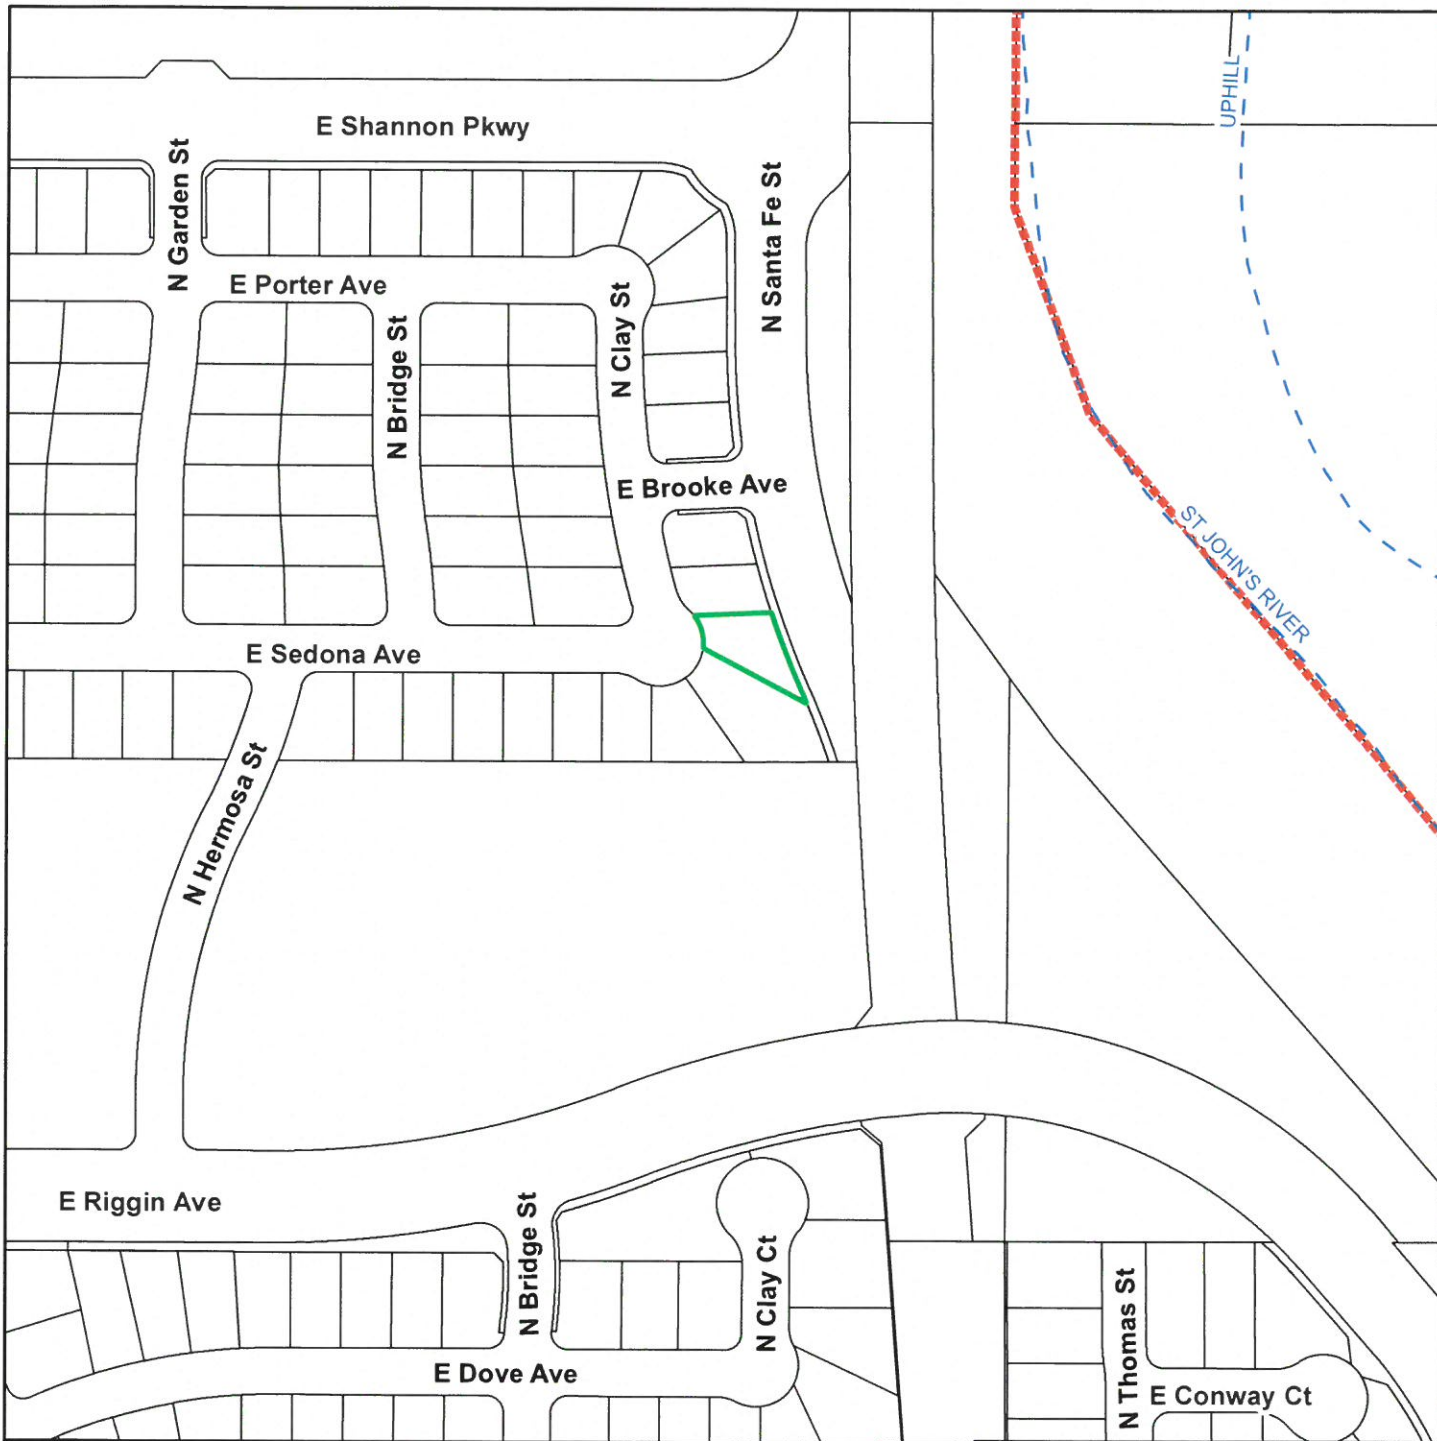 E Shannon Pkwy
UPHILL
N Garden St
N Santa Fe St
E Porter Ave
N Clay St
N Bridge St
E Brooke Ave
ST JOHN'S RIVER
E Sedona Ave
N Hermosa St
E Riggin Ave
N Bridge St
N Clay Ct
N Thomas St
E Dove Ave
E Conway Ct